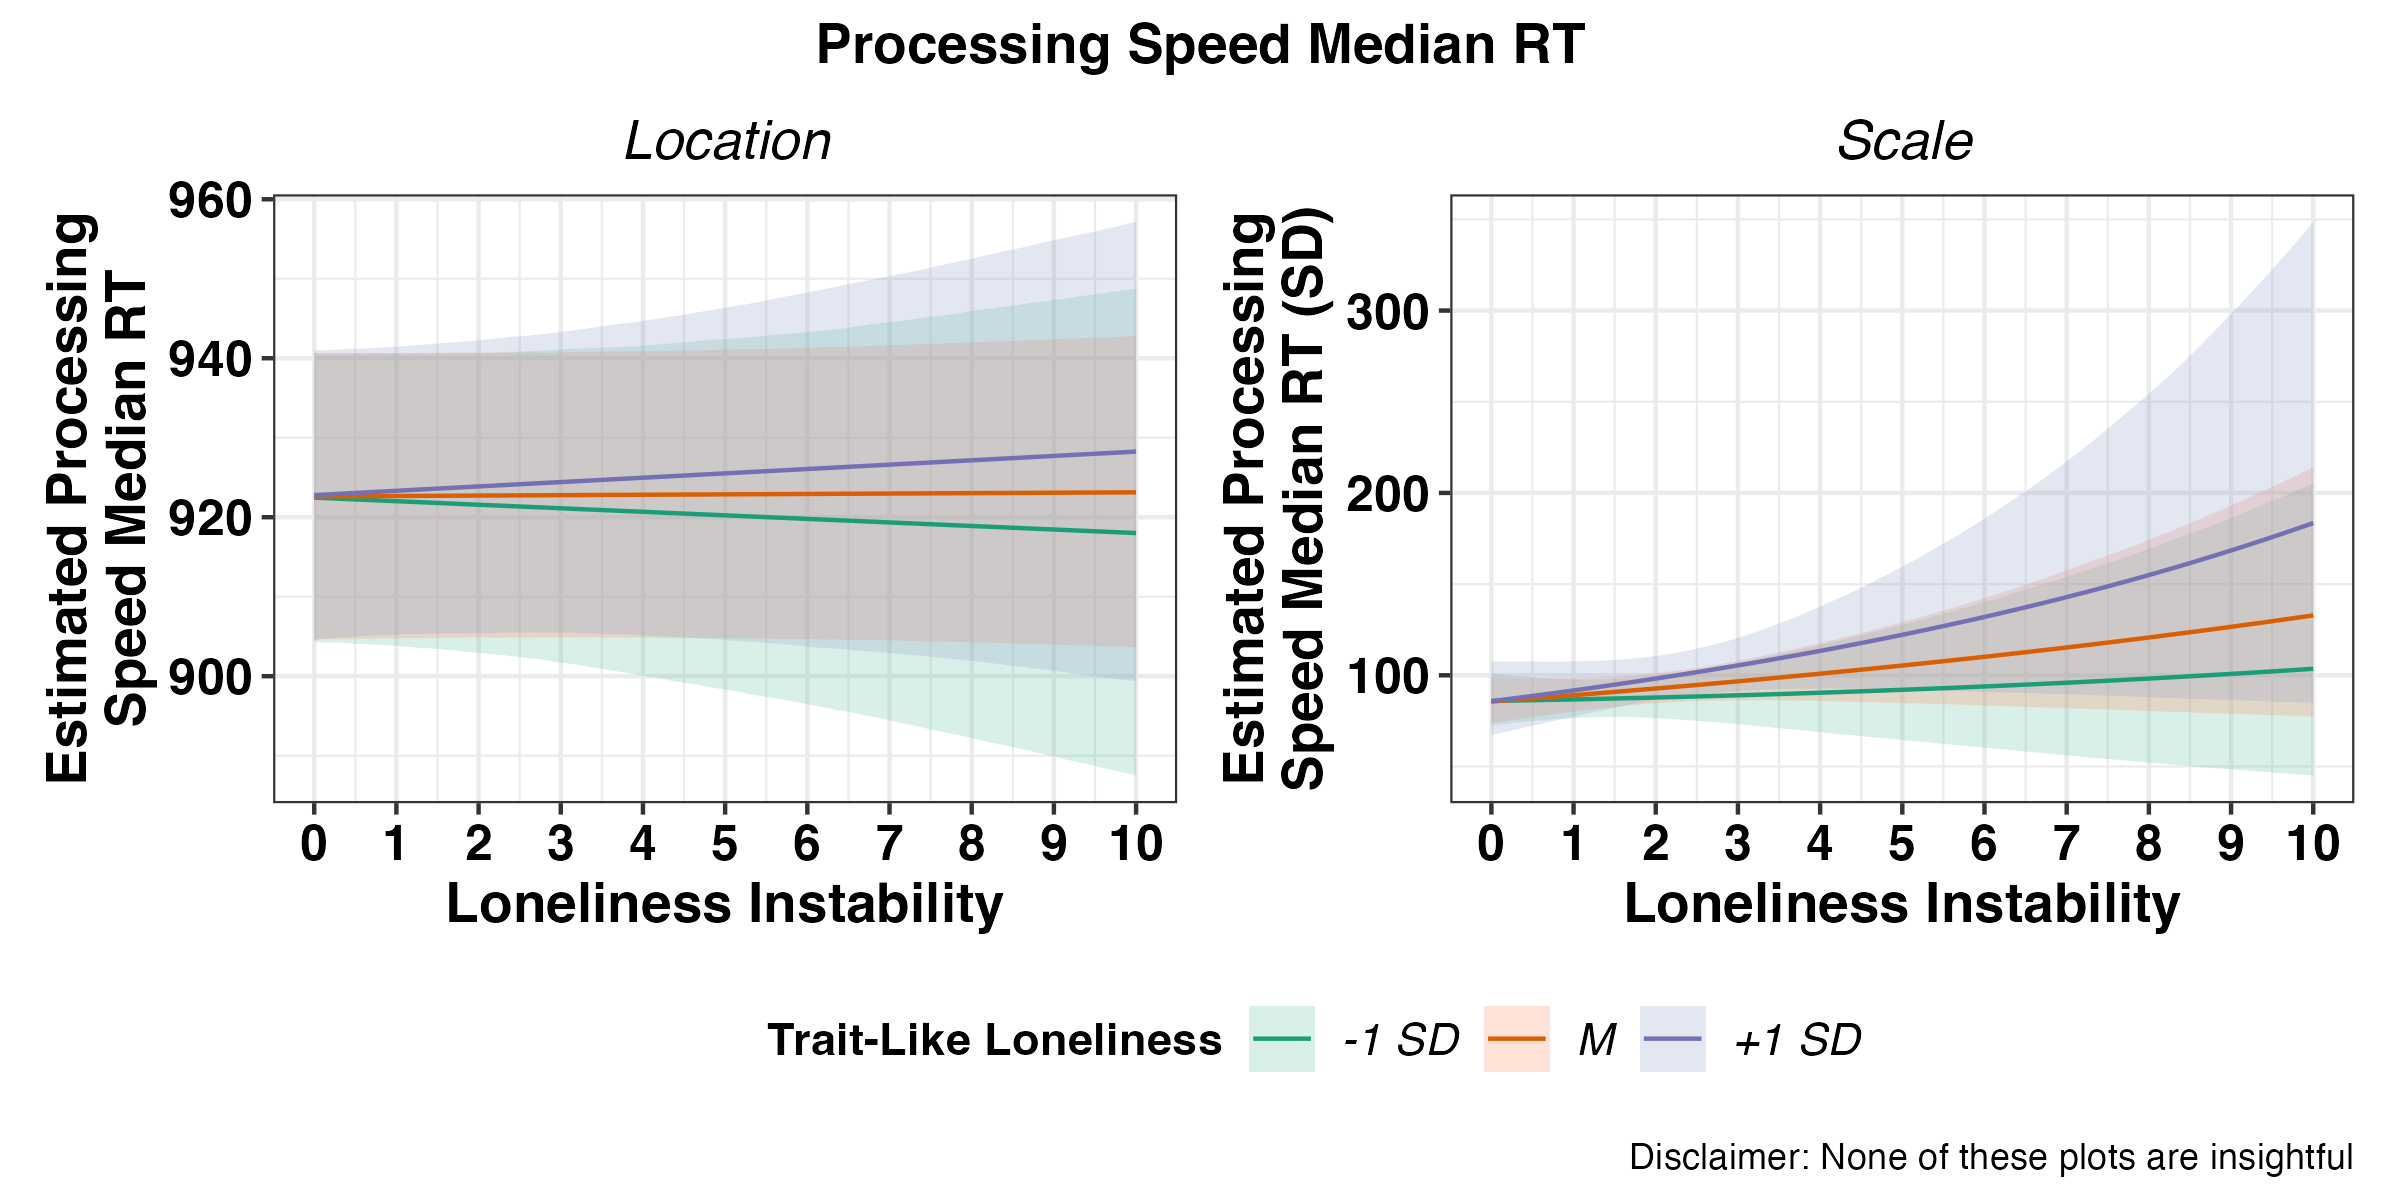 Processing Speed Median RT
Location
Estimated Processing
Speed Median RT
960
940
920
900
0 1 2 3 4 5 6 7 8 9 10
Loneliness Instability
Scale
Estimated Processing
Speed Median RT (SD)
300
200
100
0 1 2 3 4 5 6 7 8 9 10
Loneliness Instability
Trait-Like Loneliness -1 SD M +1 SD
Disclaimer: None of these plots are insightful